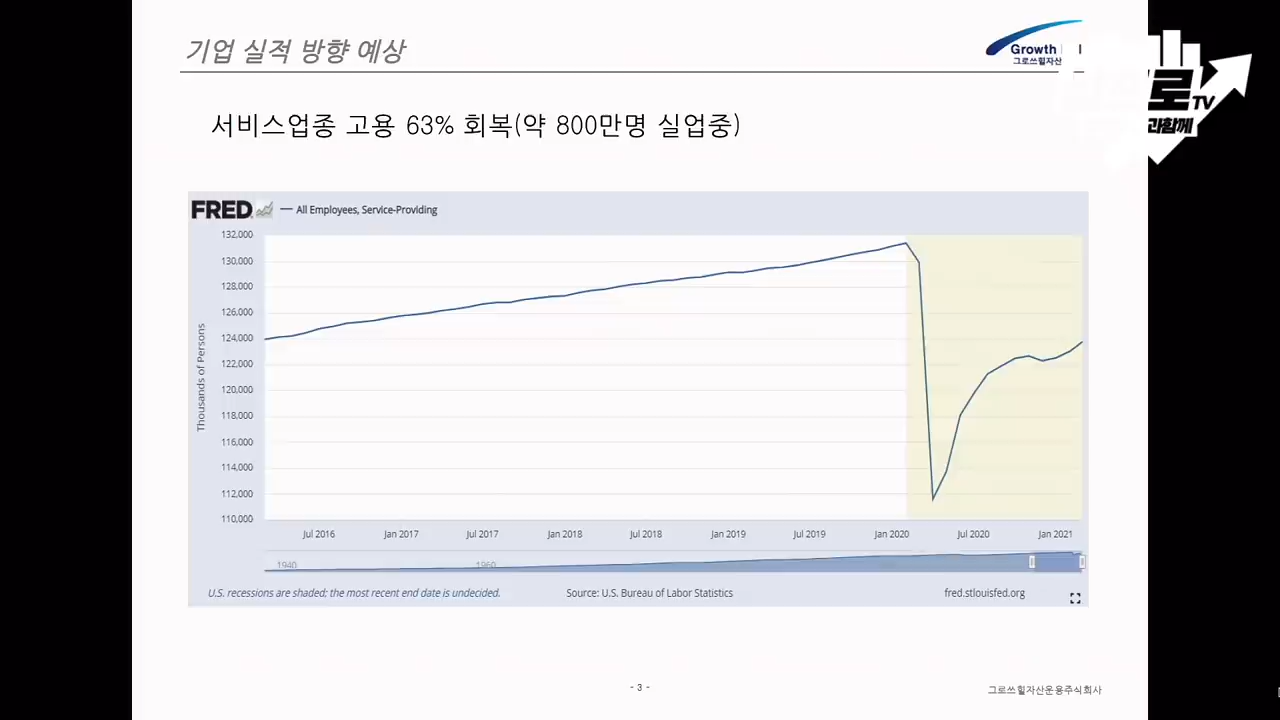 기업 실적 방향 예상
Growth
그로쓰힐자산
로TV
과함께
서비스업종 고용 63% 회복(약 800만명 실업중)
FRED
All Employees, Service-Providing
132,000
130,000
128,000
126,000
124,000
122,000
120,000
118,000
116,000
114,000
112,000
110,000
Thousands of Persons
Jul 2016
Jan 2017
Jul 2017
Jan 2018
Jul 2018
Jan 2019
Jul 2019
Jan 2020
Jul 2020
Jan 2021
1940
1960
U.S. recessions are shaded; the most recent end date is undecided.
Source: U.S. Bureau of Labor Statistics
fred.stlouisfed.org
- 3 -
그로쓰힐자산운용주식회사